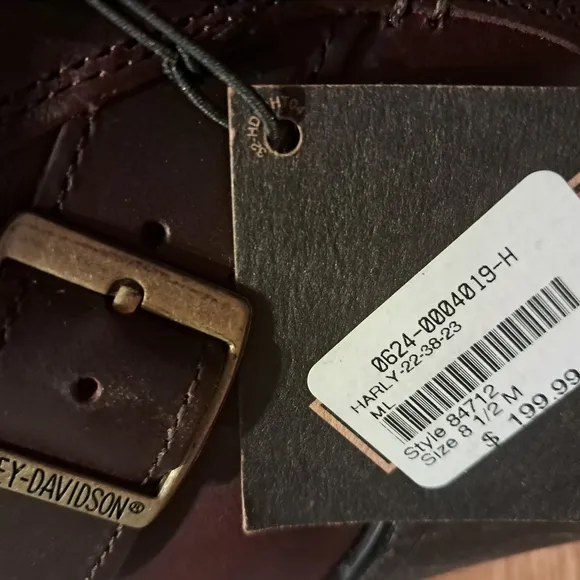 EY-DAVIDSON®
0624-0004019-H
HARLY-22-38-23
ML
Style 84712
Size 8 1/2 M
$ 199.99